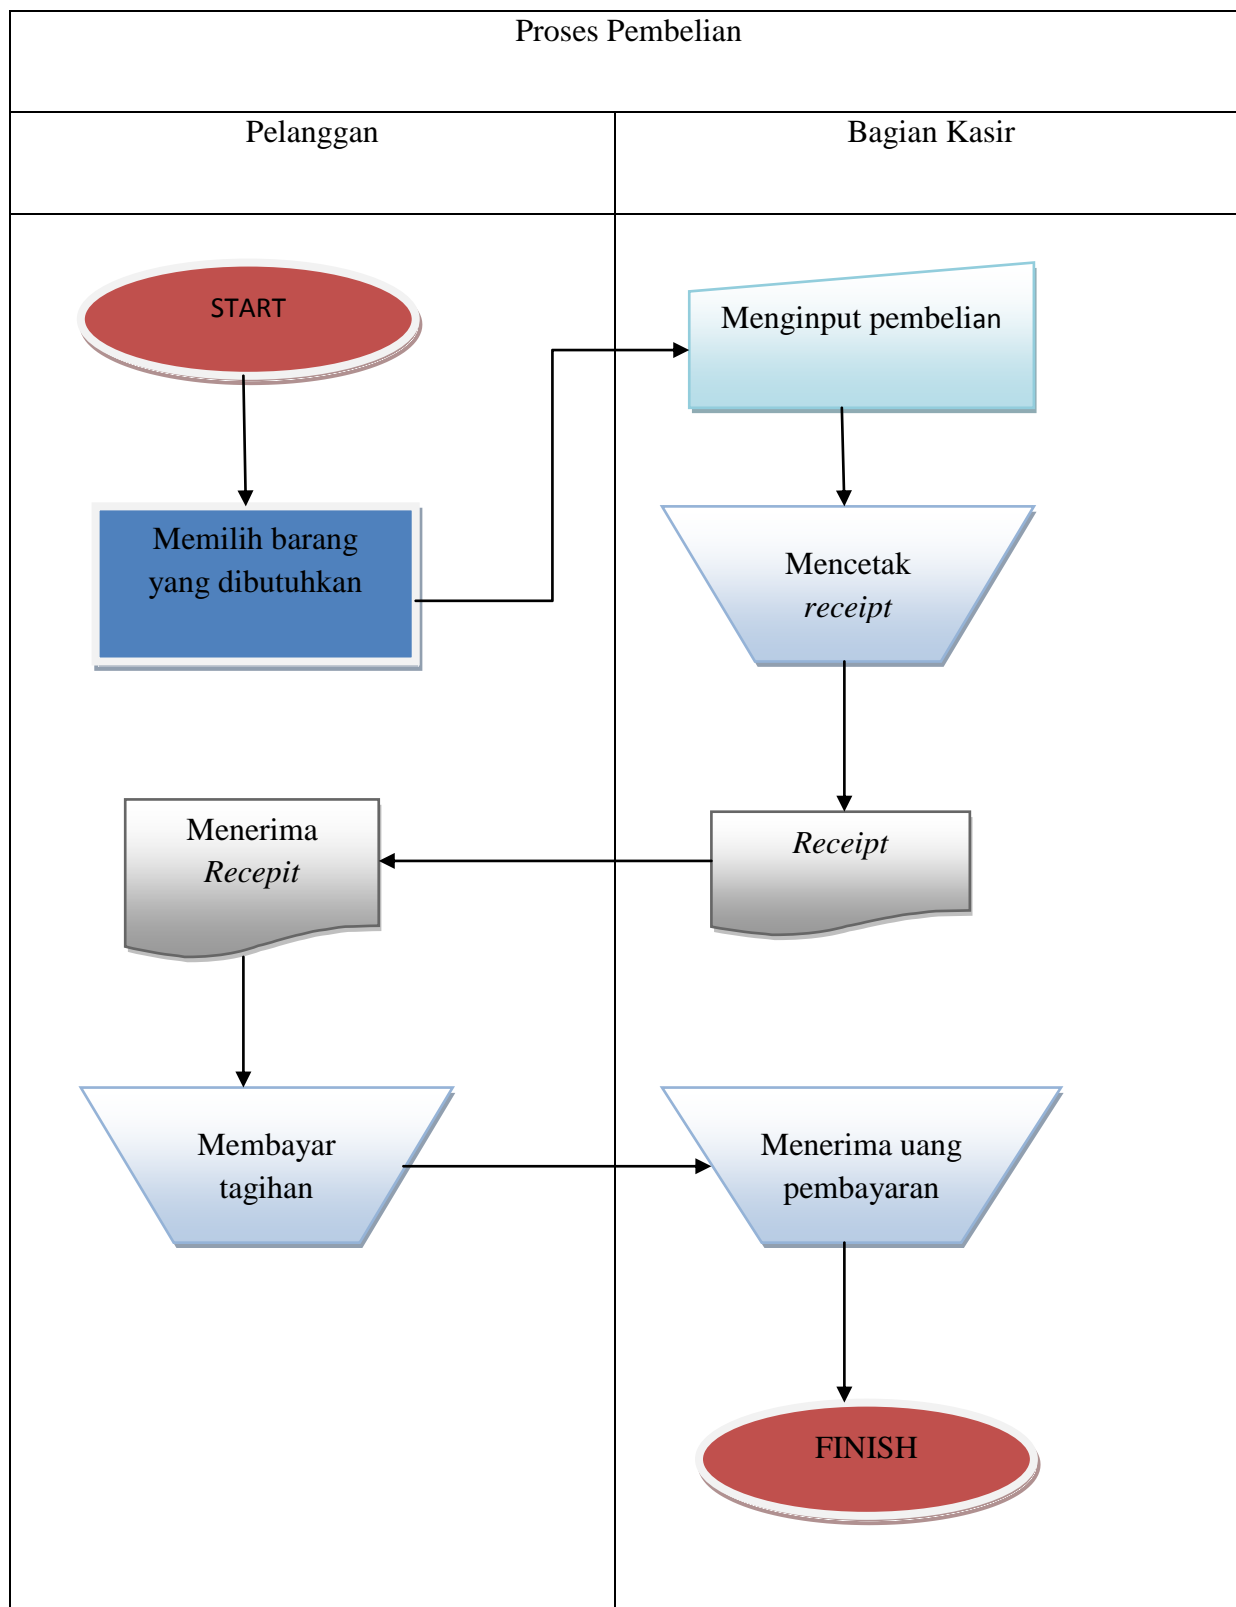 Proses Pembelian
Pelanggan
Bagian Kasir
START
Menginput pembelian
Memilih barang
yang dibutuhkan
Mencetak
receipt
Menerima
Recepit
Receipt
Membayar
tagihan
Menerima uang
pembayaran
FINISH